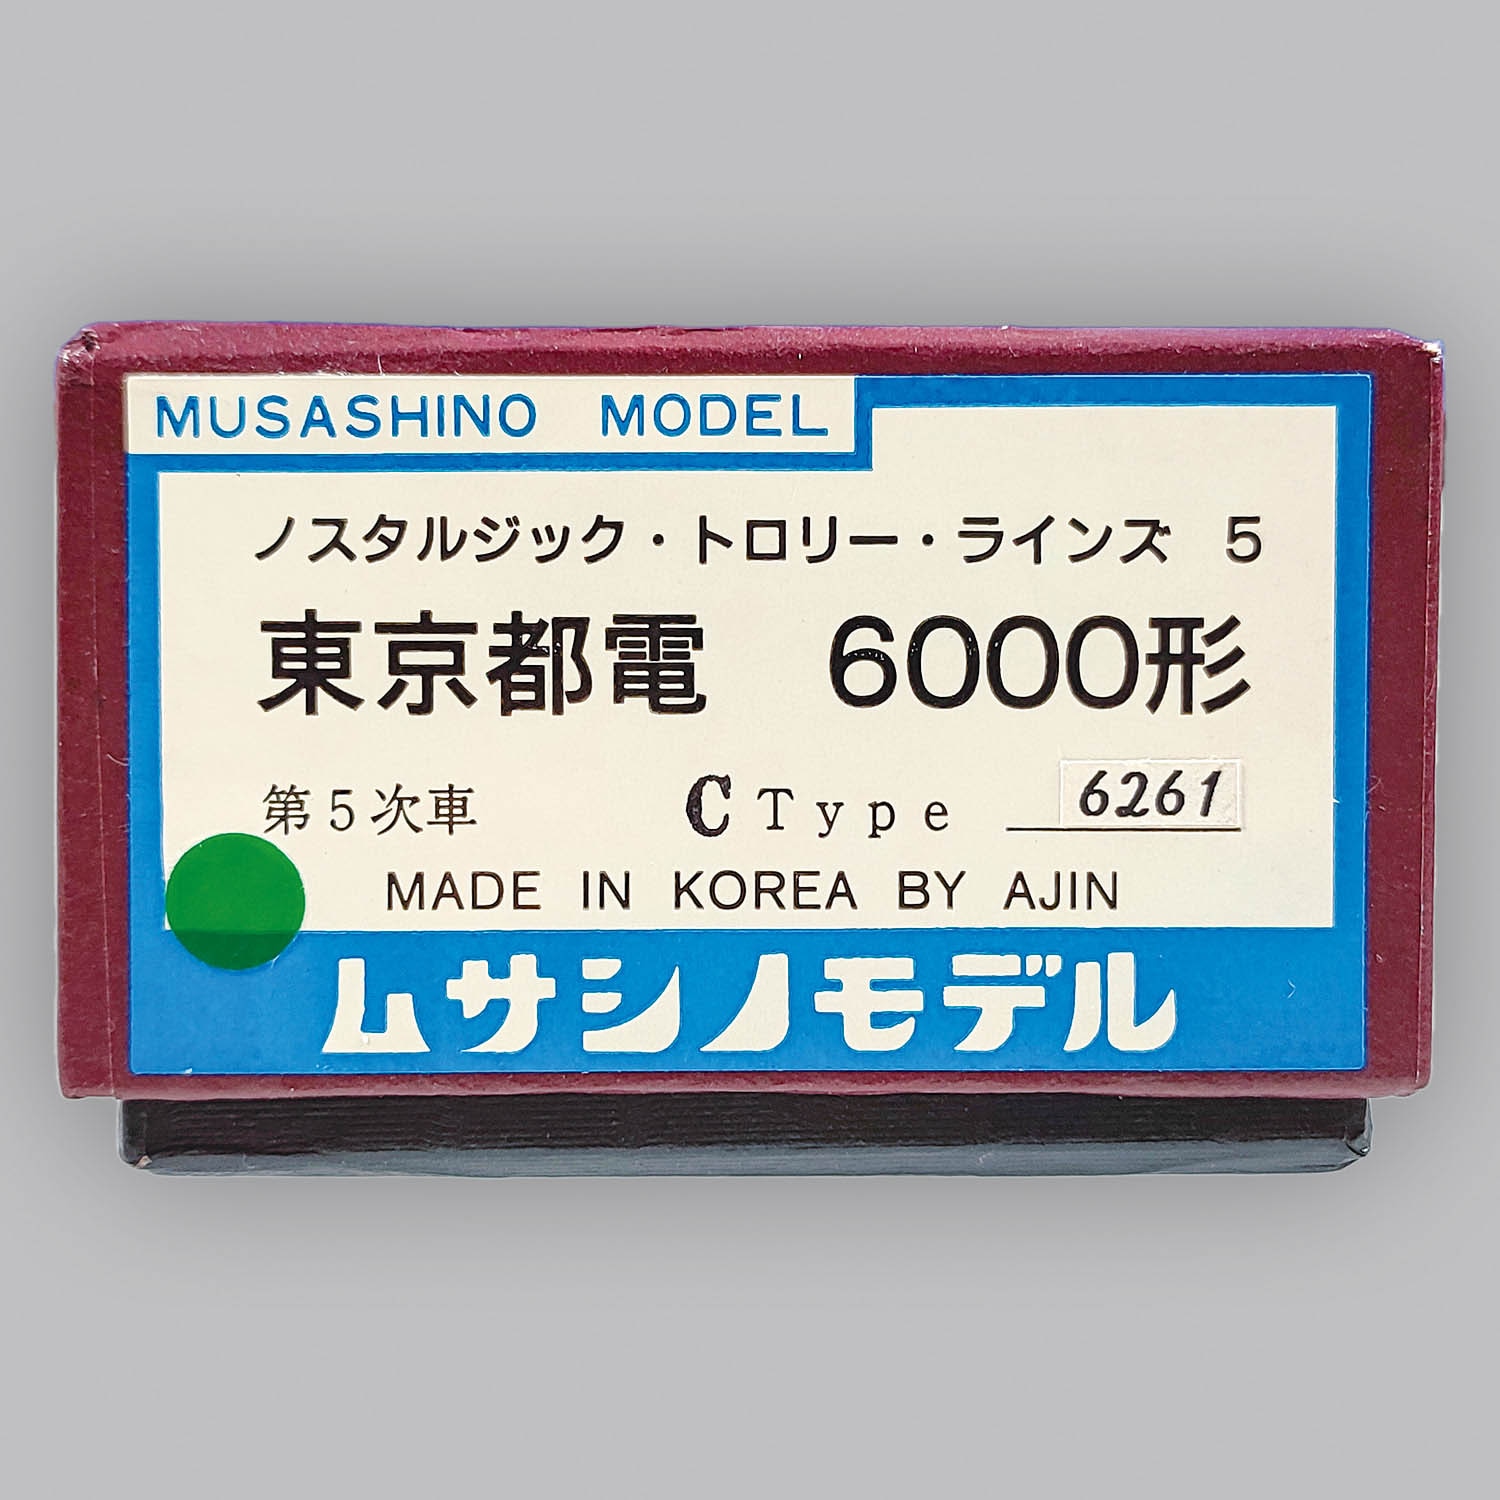 MUSASHINO MODEL
ノスタルジック・トロリー・ラインズ 5
東京都電 6000形
第5次車 C Type 6261
MADE IN KOREA BY AJIN
ムサシノモデル